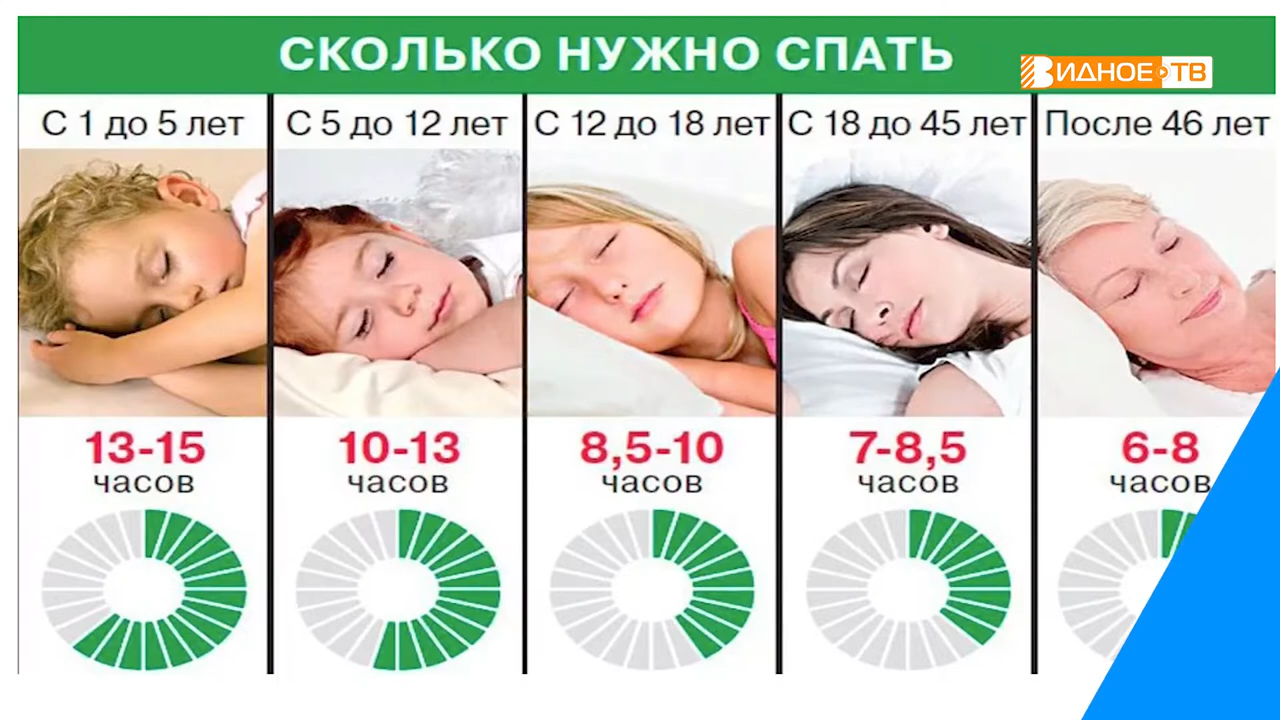 СКОЛЬКО НУЖНО СПАТЬ
ВИДНОЕ ТВ
С 1 до 5 лет
С 5 до 12 лет
С 12 до 18 лет
С 18 до 45 лет
После 46 лет
13-15
часов
10-13
часов
8,5-10
часов
7-8,5
часов
6-8
часов